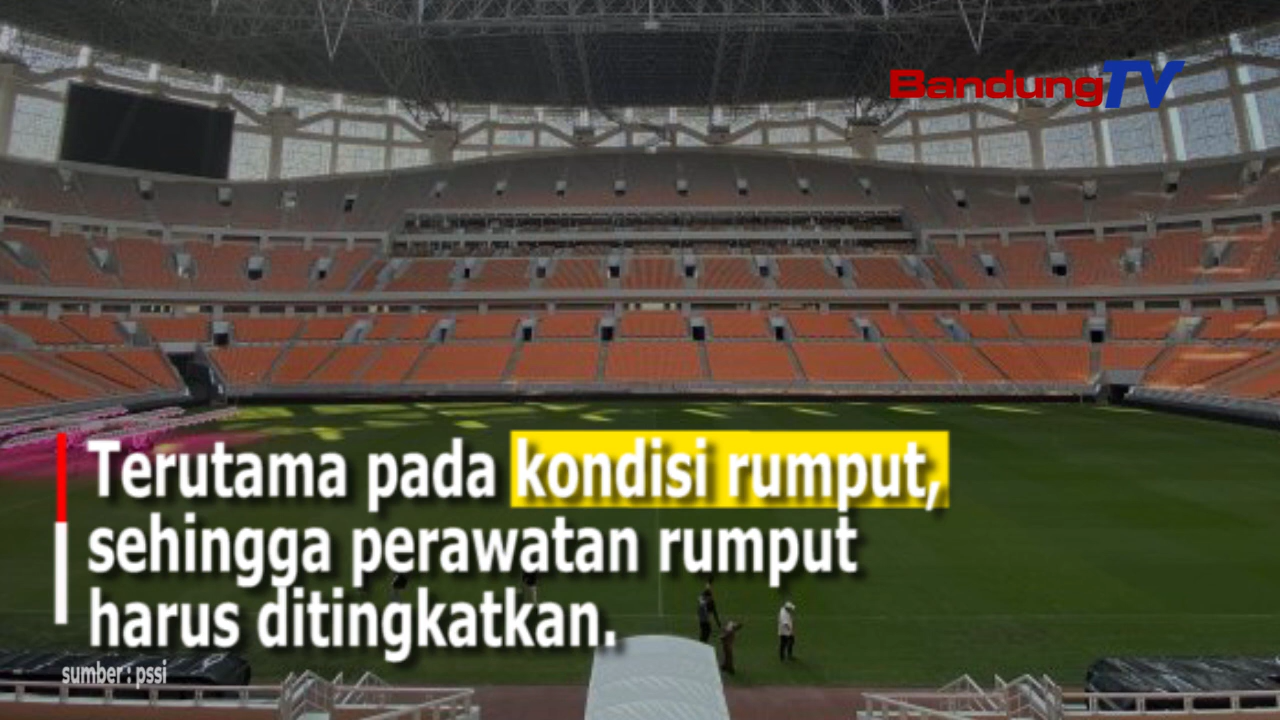 BandungTV
Terutama pada kondisi rumput,
sehingga perawatan rumput
harus ditingkatkan.
sumber : pssi